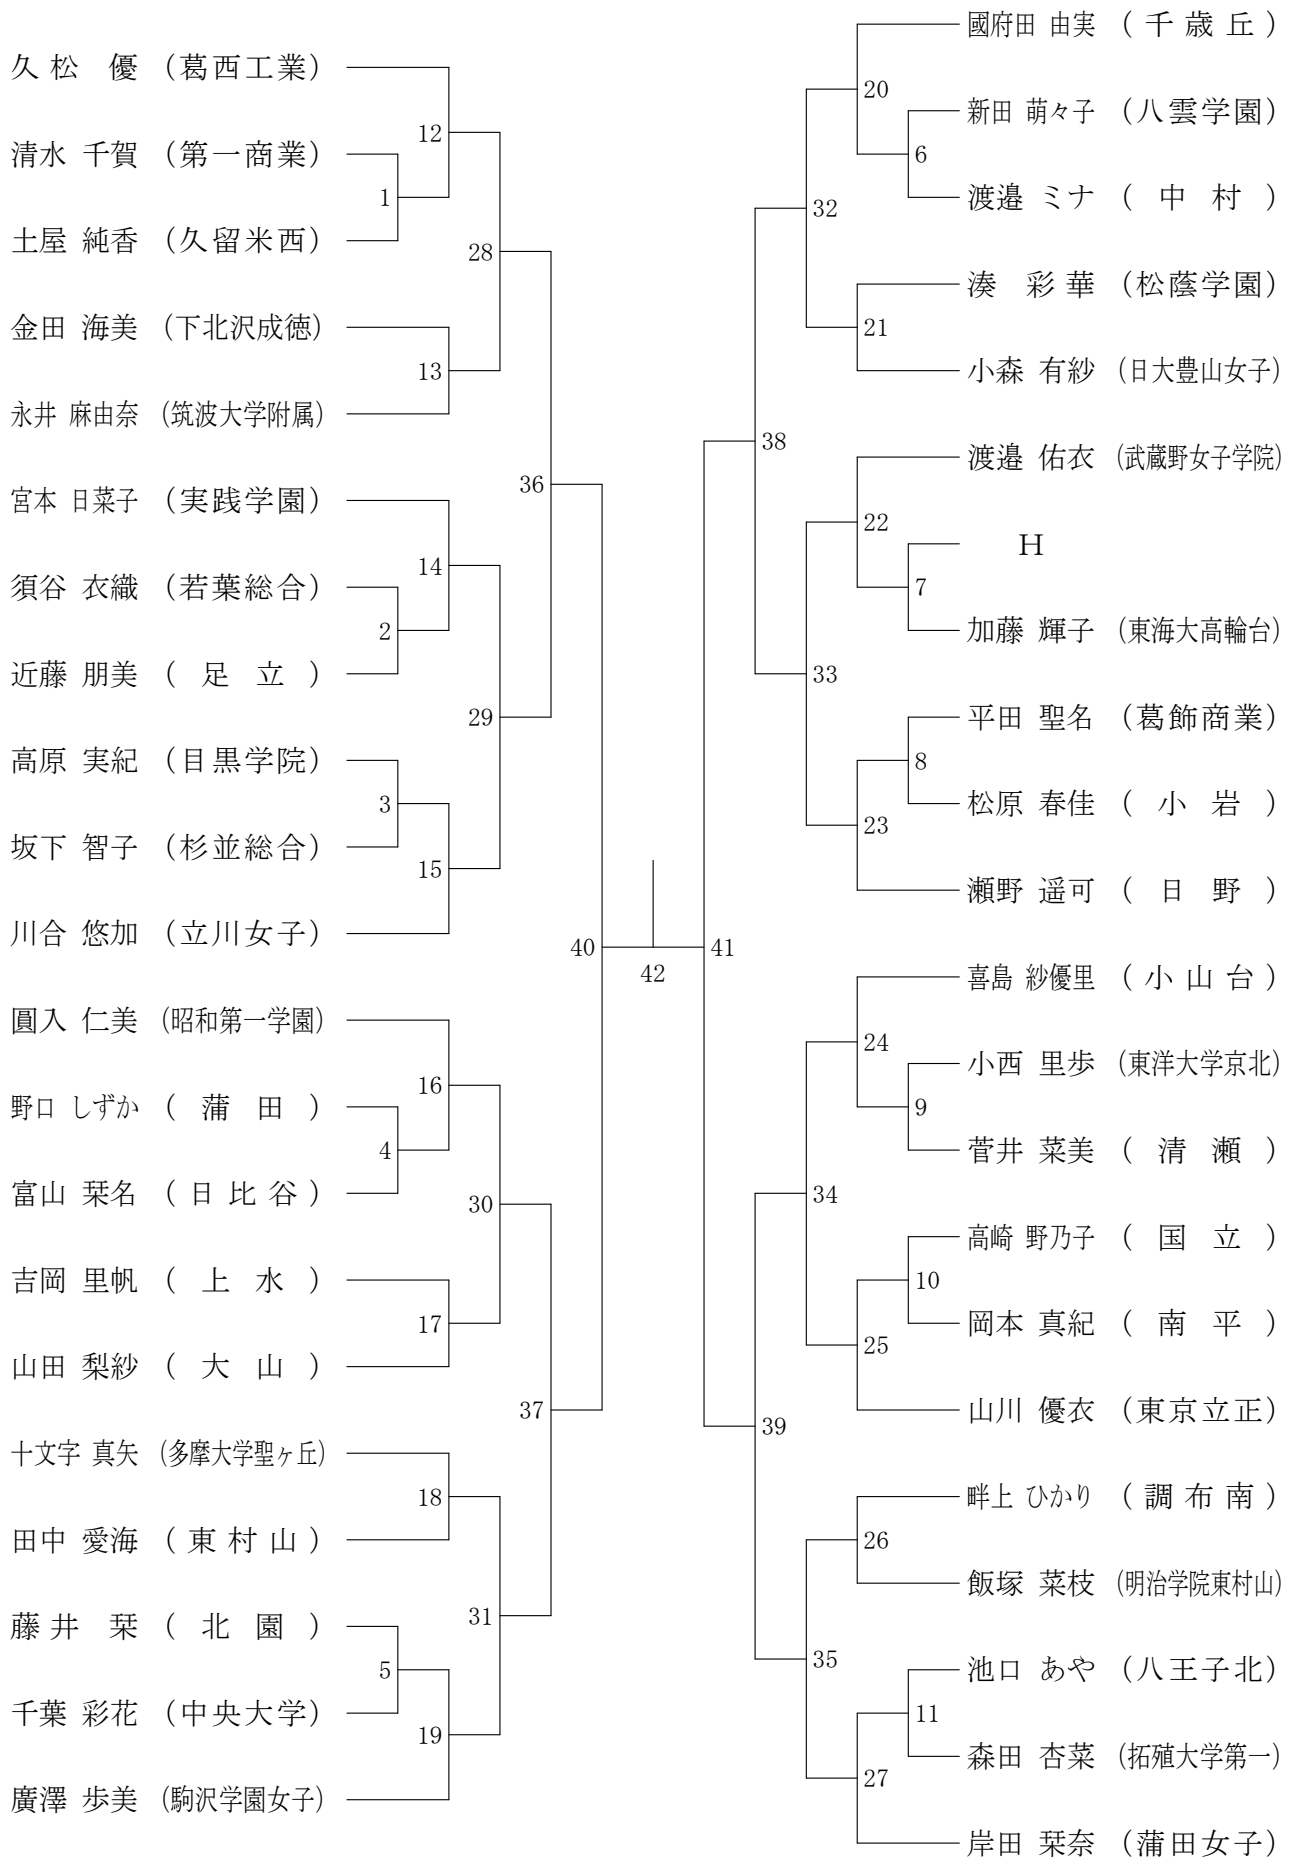 久松 優 (葛西工業)
清水 千賀 (第一商業)
土屋 純香 (久留米西)
金田 海美 (下北沢成徳)
永井 麻由奈 (筑波大学附属)
宮本 日菜子 (実践学園)
須谷 衣織 (若葉総合)
近藤 朋美 (足立)
高原 実紀 (目黒学院)
坂下 智子 (杉並総合)
川合 悠加 (立川女子)
圓入 仁美 (昭和第一学園)
野口 しずか (蒲田)
富山 栞名 (日比谷)
吉岡 里帆 (上水)
山田 梨紗 (大山)
十文字 真矢 (多摩大学聖ヶ丘)
田中 愛海 (東村山)
藤井 栞 (北園)
千葉 彩花 (中央大学)
廣澤 歩美 (駒沢学園女子)
1
2
3
4
5
12
13
14
15
16
17
18
19
28
29
30
31
36
37
40
42
41
38
39
32
33
34
35
20
21
22
23
24
25
26
27
6
7
8
9
10
11
國府田 由実 (千歳丘)
新田 萌々子 (八雲学園)
渡邉 ミナ (中村)
湊 彩華 (松蔭学園)
小森 有紗 (日大豊山女子)
渡邉 佑衣 (武蔵野女子学院)
H
加藤 輝子 (東海大高輪台)
平田 聖名 (葛飾商業)
松原 春佳 (小岩)
瀬野 遥可 (日野)
喜島 紗優里 (小山台)
小西 里歩 (東洋大学京北)
菅井 菜美 (清瀬)
高崎 野乃子 (国立)
岡本 真紀 (南平)
山川 優衣 (東京立正)
畔上 ひかり (調布南)
飯塚 菜枝 (明治学院東村山)
池口 あや (八王子北)
森田 杏菜 (拓殖大学第一)
岸田 栞奈 (蒲田女子)